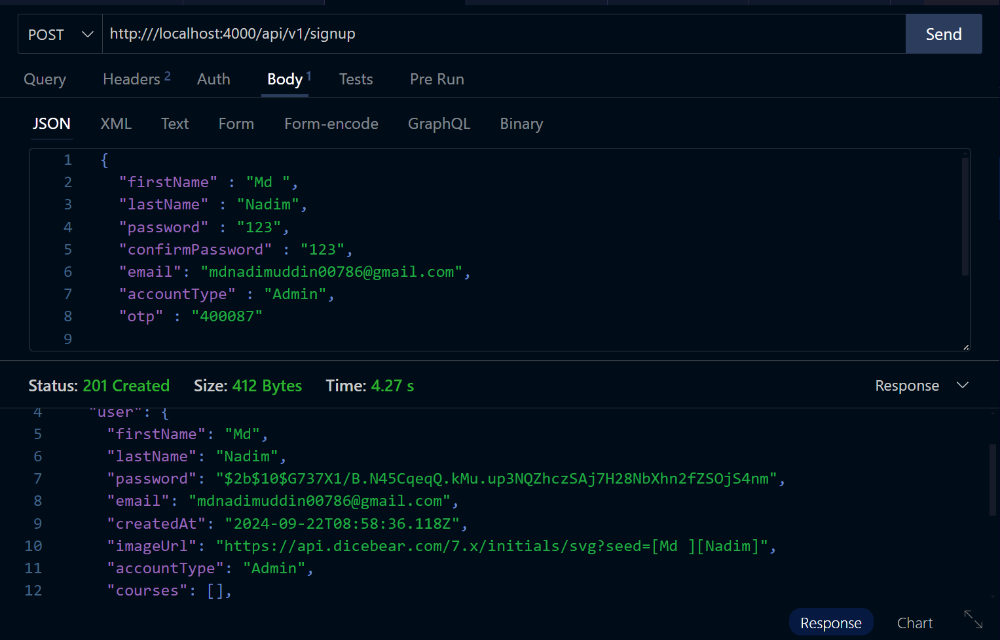 POST http:///localhost:4000/api/v1/signup Send
Query Headers 2 Auth Body 1 Tests Pre Run
JSON XML Text Form Form-encode GraphQL Binary
1 {
2 "firstName" : "Md ",
3 "lastName" : "Nadim",
4 "password" : "123",
5 "confirmPassword" : "123",
6 "email": "mdnadimuddin00786@gmail.com",
7 "accountType" : "Admin",
8 "otp" : "400087"
9
Status: 201 Created Size: 412 Bytes Time: 4.27 s Response
4 "user": {
5 "firstName": "Md",
6 "lastName": "Nadim",
7 "password": "$2b$10$G737X1/B.N45CqeqQ.kMu.up3NQZhczSAj7H28NbXhn2fZSOjS4nm",
8 "email": "mdnadimuddin00786@gmail.com",
9 "createdAt": "2024-09-22T08:58:36.118Z",
10 "imageUrl": "https://api.dicebear.com/7.x/initials/svg?seed=[Md ][Nadim]",
11 "accountType": "Admin",
12 "courses": [],
Response Chart